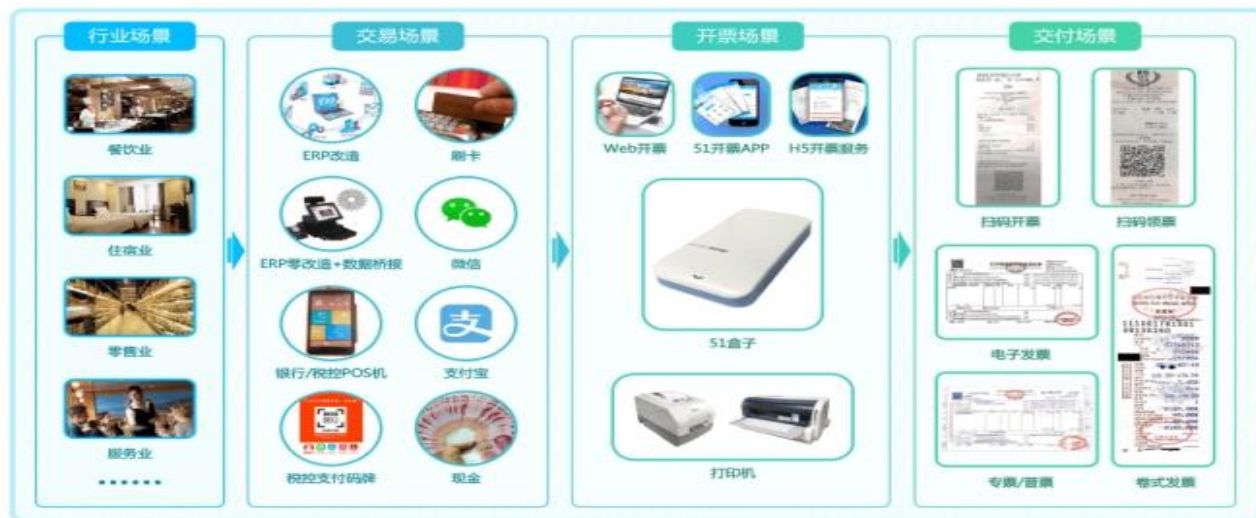 行业场景
交易场景
开票场景
交付场景
餐饮业
住宿业
零售业
服务业
......
ERP改造
刷卡
ERP零改造+数据桥接
微信
银行/税控POS机
支付宝
税控支付码牌
现金
Web开票
51开票APP
H5开票服务
51盒子
打印机
扫码开票
扫码领票
电子发票
专票/普票
卷式发票